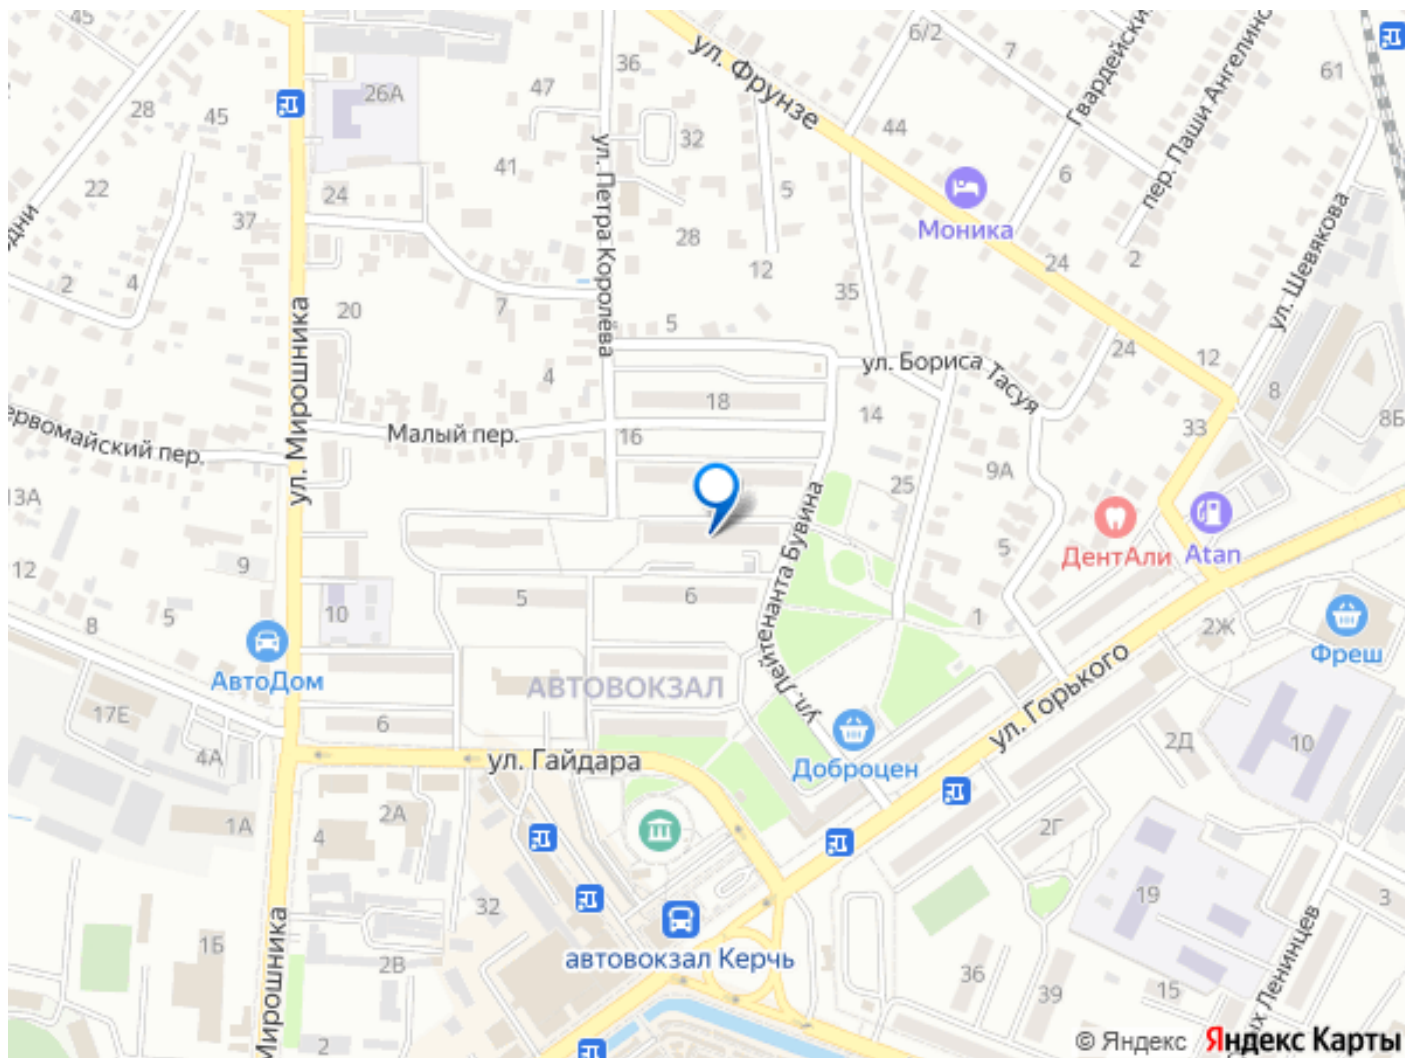 45
6/2
7
Гвардейски
пер. Паши Ангелино
61
ул. Фрунзе
36
47
26А
28
45
44
32
41
ул. Петра Королёва
5
6
22
24
37
Моника
28
одни
2
4
12
24
2
ул. Шевякова
35
20
7
5
ул. Мирошника
ул. Бориса Тасуя
24
12
4
8
18
14
8Б
ервомайский пер.
Малый пер.
16
33
9А
13А
25
ул. Лейтенанта Бувина
5
ДентАли
Atan
9
12
5
6
10
5
8
1
2Ж
Фреш
АвтоДом
АВТОВОКЗАЛ
17Е
6
ул. Горького
2Д
10
4А
ул. Гайдара
Доброцен
1А
4
2А
2Г
19
3
32
1Б
автовокзал Керчь
2В
36
39
15
Мирошника
ых Ленинцев
2
© Яндекс Яндекс Карты